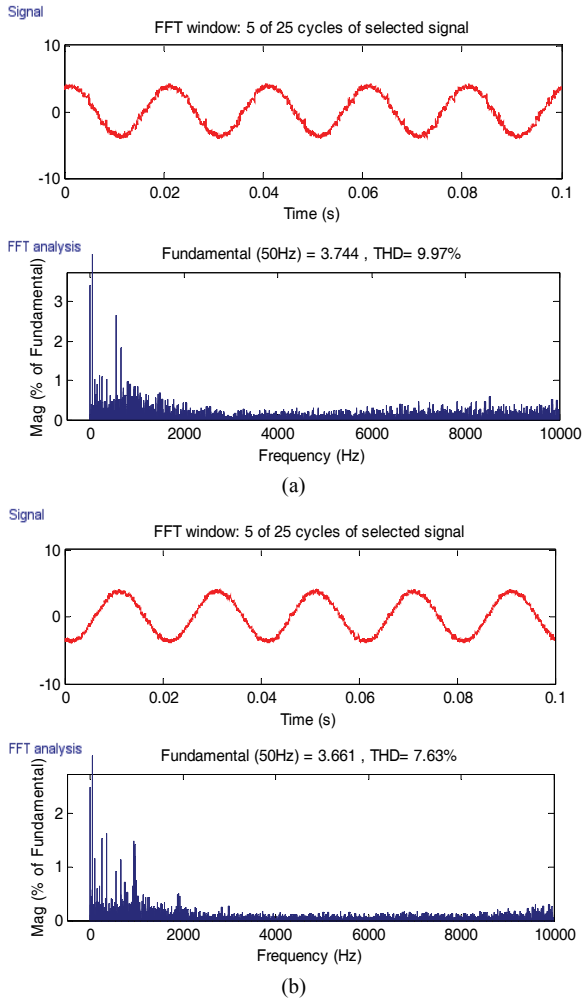 Signal
FFT window: 5 of 25 cycles of selected signal
10
0
-10
0 0.02 0.04 0.06 0.08 0.1
Time (s)
FFT analysis
Fundamental (50Hz) = 3.744 , THD= 9.97%
Mag (% of Fundamental)
3
2
1
0
0 2000 4000 6000 8000 10000
Frequency (Hz)
(a)
Signal
FFT window: 5 of 25 cycles of selected signal
10
0
-10
0 0.02 0.04 0.06 0.08 0.1
Time (s)
FFT analysis
Fundamental (50Hz) = 3.661 , THD= 7.63%
Mag (% of Fundamental)
2
1
0
0 2000 4000 6000 8000 10000
Frequency (Hz)
(b)